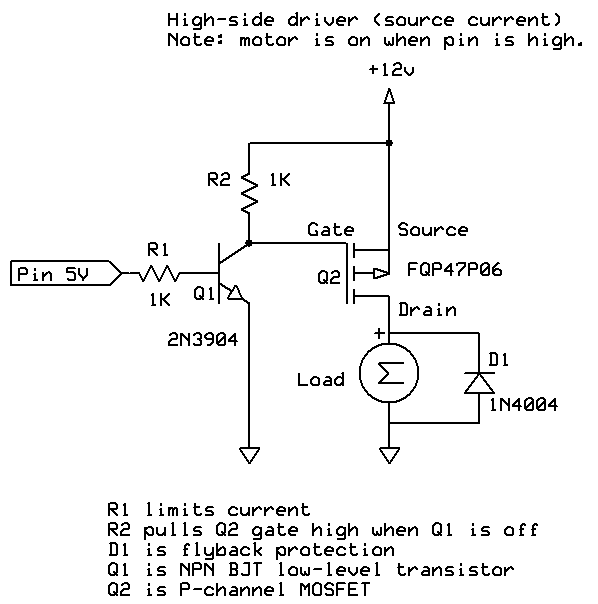 High-side driver (source current)
Note: motor is on when pin is high.
+12v
R2 1K
Gate
Source
R1
Pin 5V
Q2
FQP47P06
1K
Q1
Drain
2N3904
+
D1
Load
Σ
1N4004
R1 limits current
R2 pulls Q2 gate high when Q1 is off
D1 is flyback protection
Q1 is NPN BJT low-level transistor
Q2 is P-channel MOSFET